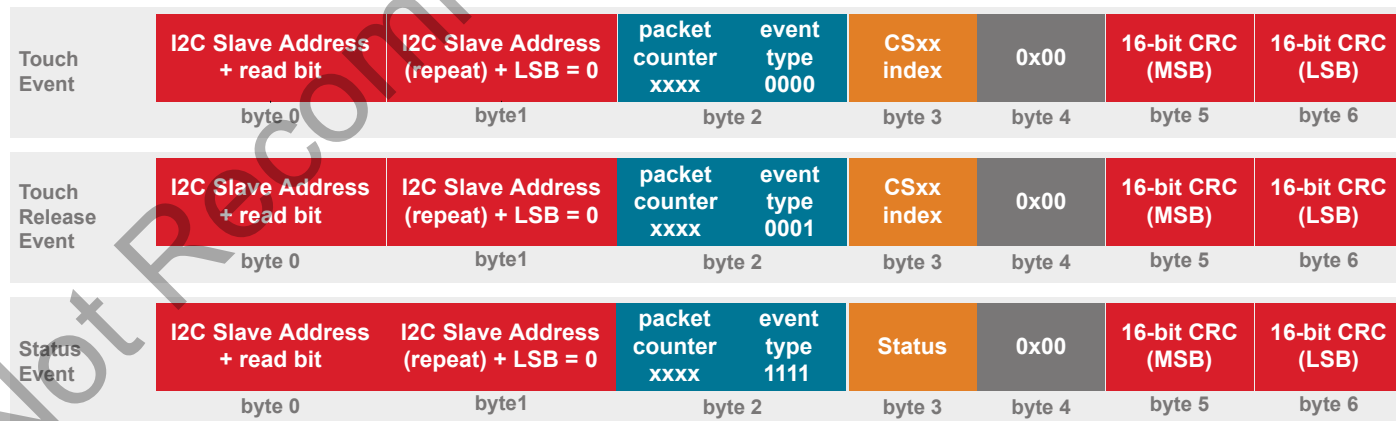 Touch
Event
I2C Slave Address
+ read bit
I2C Slave Address
(repeat) + LSB = 0
packet
counter
xxxx
event
type
0000
CSxx
index
0x00
16-bit CRC
(MSB)
16-bit CRC
(LSB)
byte 0
byte1
byte 2
byte 3
byte 4
byte 5
byte 6
Touch
Release
Event
I2C Slave Address
+ read bit
I2C Slave Address
(repeat) + LSB = 0
packet
counter
xxxx
event
type
0001
CSxx
index
0x00
16-bit CRC
(MSB)
16-bit CRC
(LSB)
byte 0
byte1
byte 2
byte 3
byte 4
byte 5
byte 6
Status
Event
I2C Slave Address
+ read bit
I2C Slave Address
(repeat) + LSB = 0
packet
counter
xxxx
event
type
1111
Status
0x00
16-bit CRC
(MSB)
16-bit CRC
(LSB)
byte 0
byte1
byte 2
byte 3
byte 4
byte 5
byte 6
Not